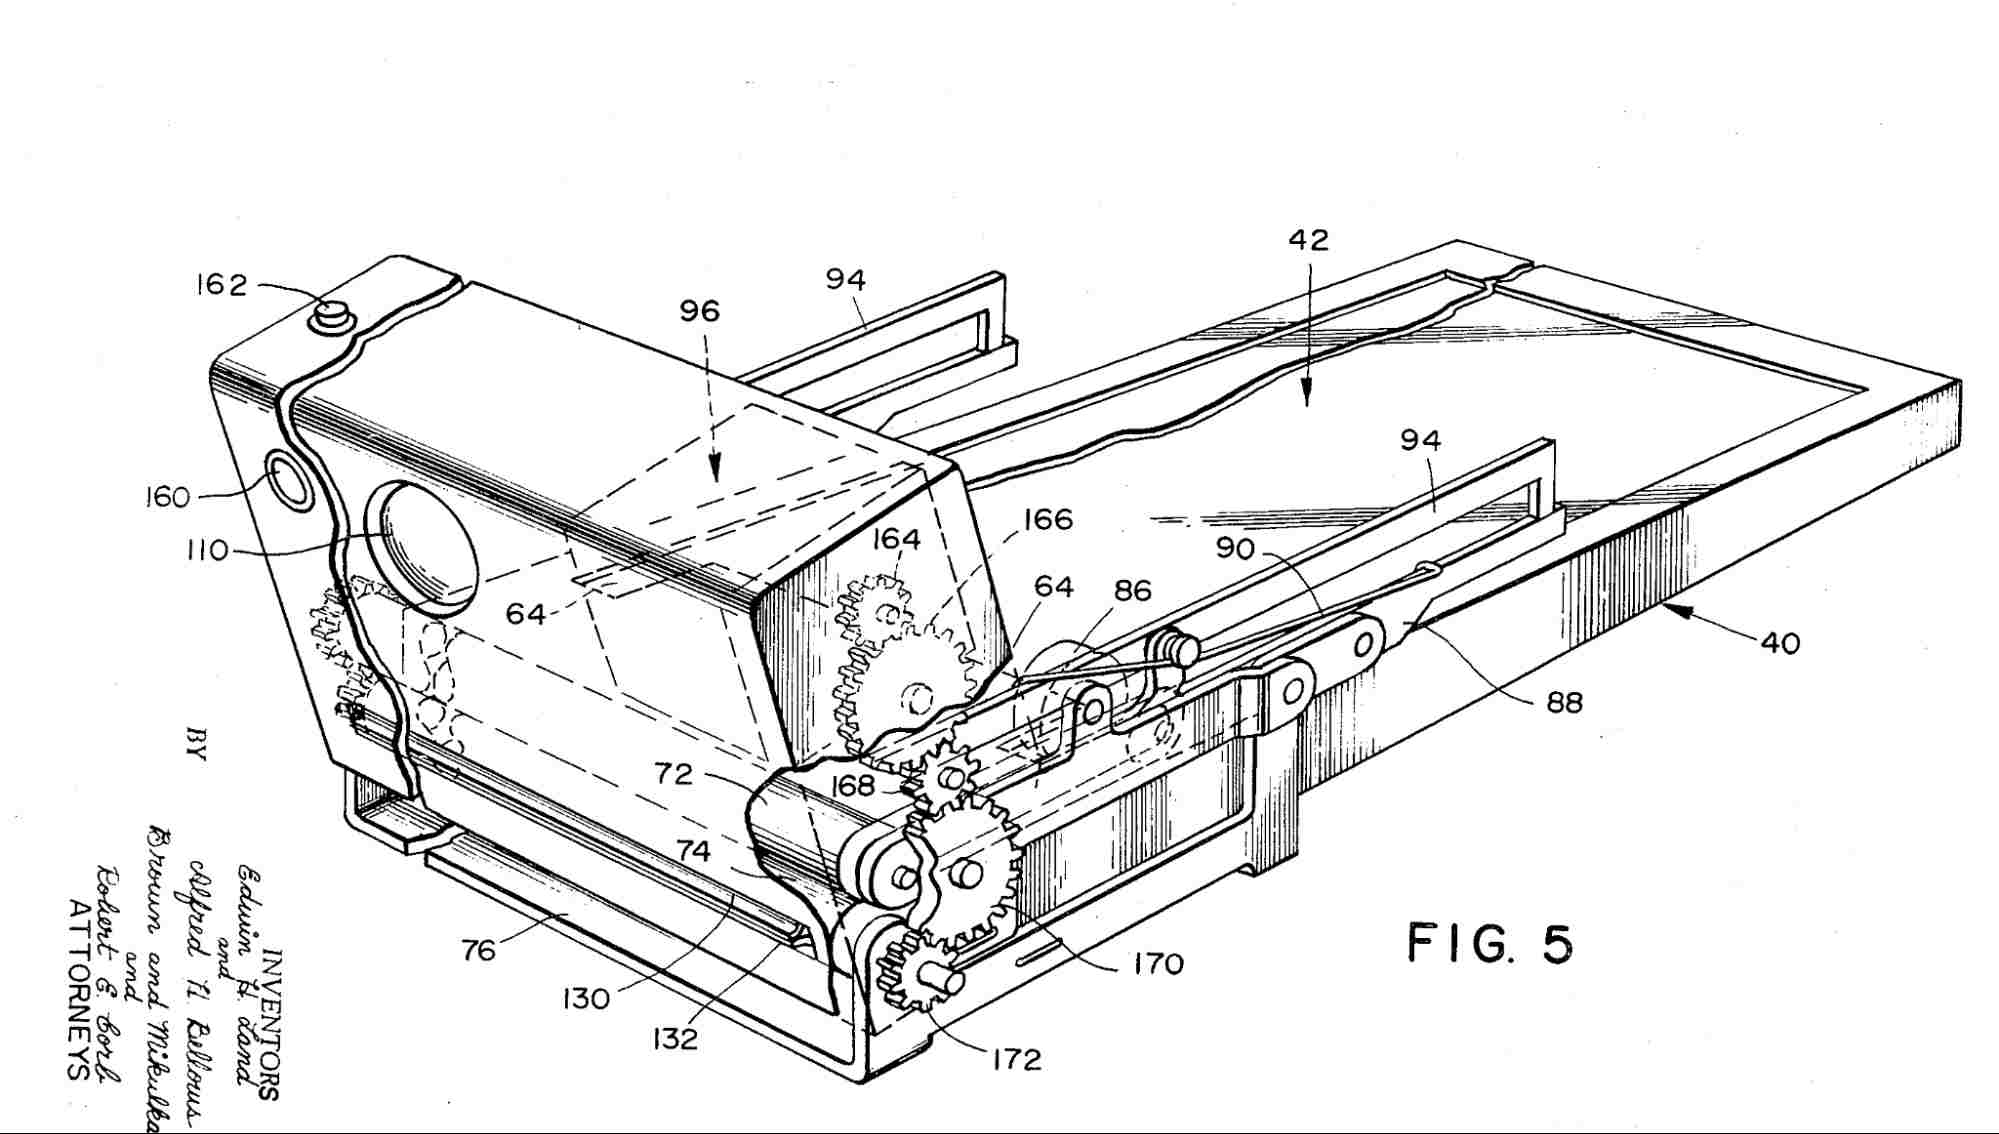 42
94
162
96
94
160
166
110
164
90
64
86
64
40
88
72
168
74
FIG. 5
76
170
130
132
172
INVENTORS
Edwin H. Land
and
Alfred H. Bellows
BY
Brown and Mikulka
and
Robert E. Corb
ATTORNEYS